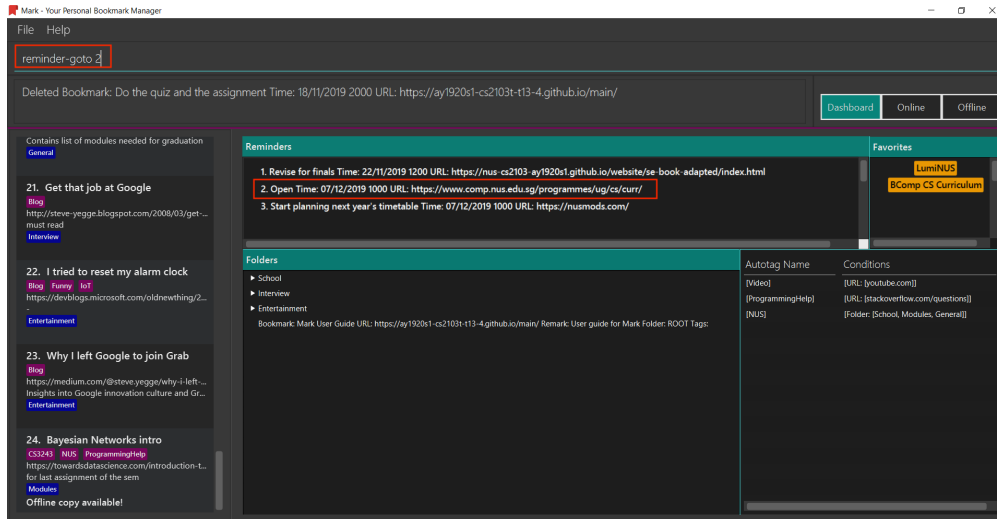 Mark - Your Personal Bookmark Manager
File Help
reminder-goto 2
Deleted Bookmark: Do the quiz and the assignment Time: 18/11/2019 2000 URL: https://ay1920s1-cs2103t-t13-4.github.io/main/
Dashboard Online Offline
Contains list of modules needed for graduation
General
21. Get that job at Google
Blog
http://steve-yegge.blogspot.com/2008/03/get-...
must read
Interview
22. I tried to reset my alarm clock
Blog Funny IoT
https://devblogs.microsoft.com/oldnewthing/2...
-
Entertainment
23. Why I left Google to join Grab
Blog
https://medium.com/@steve.yegge/why-i-left-...
Insights into Google innovation culture and Gr...
Entertainment
24. Bayesian Networks intro
CS3243 NUS ProgrammingHelp
https://towardsdatascience.com/introduction-t...
for last assignment of the sem
Modules
Offline copy available!
Reminders
1. Revise for finals Time: 22/11/2019 1200 URL: https://nus-cs2103-ay1920s1.github.io/website/se-book-adapted/index.html
2. Open Time: 07/12/2019 1000 URL: https://www.comp.nus.edu.sg/programmes/ug/cs/curr/
3. Start planning next year's timetable Time: 07/12/2019 1000 URL: https://nusmods.com/
Favorites
LumiNUS
BComp CS Curriculum
Folders
School
Interview
Entertainment
Bookmark: Mark User Guide URL: https://ay1920s1-cs2103t-t13-4.github.io/main/ Remark: User guide for Mark Folder: ROOT Tags:
Autotag Name Conditions
[Video] [URL: [youtube.com]]
[ProgrammingHelp] [URL: [stackoverflow.com/questions]]
[NUS] [Folder: [School, Modules, General]]